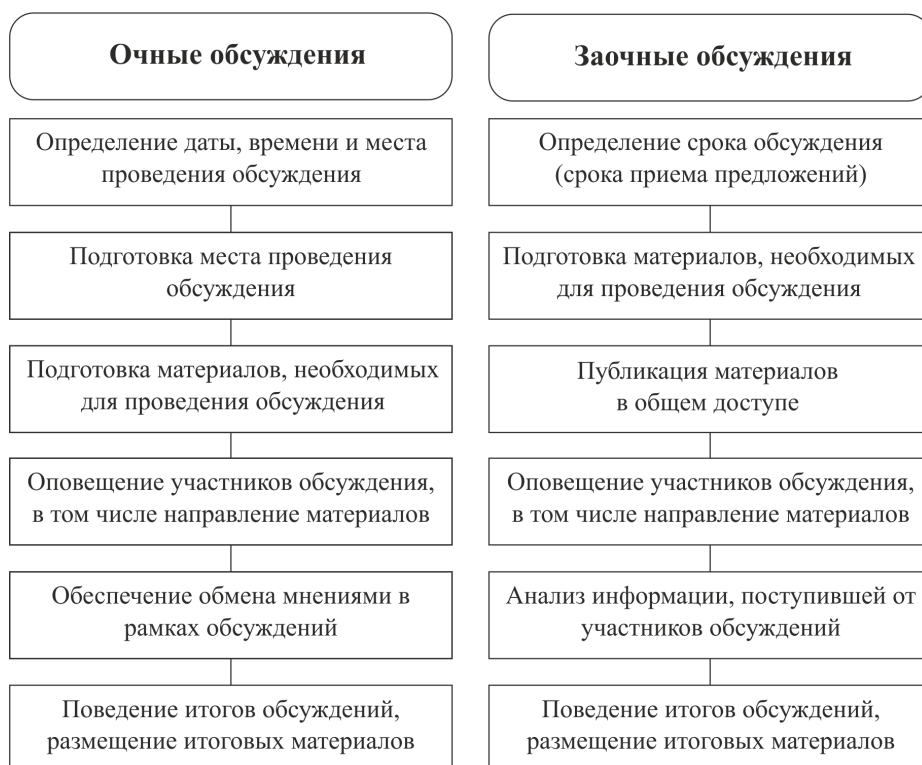 Очные обсуждения
Определение даты, времени и места
проведения обсуждения
Подготовка места проведения
обсуждения
Подготовка материалов, необходимых
для проведения обсуждения
Оповещение участников обсуждения,
в том числе направление материалов
Обеспечение обмена мнениями в
рамках обсуждений
Поведение итогов обсуждений,
размещение итоговых материалов
Заочные обсуждения
Определение срока обсуждения
(срока приема предложений)
Подготовка материалов, необходимых
для проведения обсуждения
Публикация материалов
в общем доступе
Оповещение участников обсуждения,
в том числе направление материалов
Анализ информации, поступившей от
участников обсуждений
Поведение итогов обсуждений,
размещение итоговых материалов